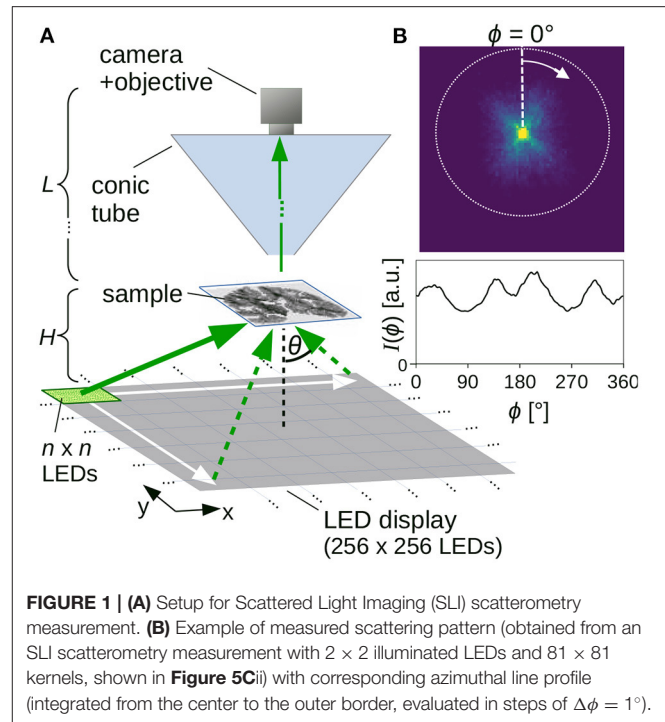 A
camera
+objective
L
conic
tube
sample
H
θ
n x n
LEDs
y
x
LED display
(256 x 256 LEDs)
B
ϕ = 0°
I(ϕ) [a.u.]
0
0 90 180 270 360
ϕ [°]
FIGURE 1 | (A) Setup for Scattered Light Imaging (SLI) scatterometry
measurement. (B) Example of measured scattering pattern (obtained from an
SLI scatterometry measurement with 2 × 2 illuminated LEDs and 81 × 81
kernels, shown in Figure 5Cii) with corresponding azimuthal line profile
(integrated from the center to the outer border, evaluated in steps of Δϕ = 1°).